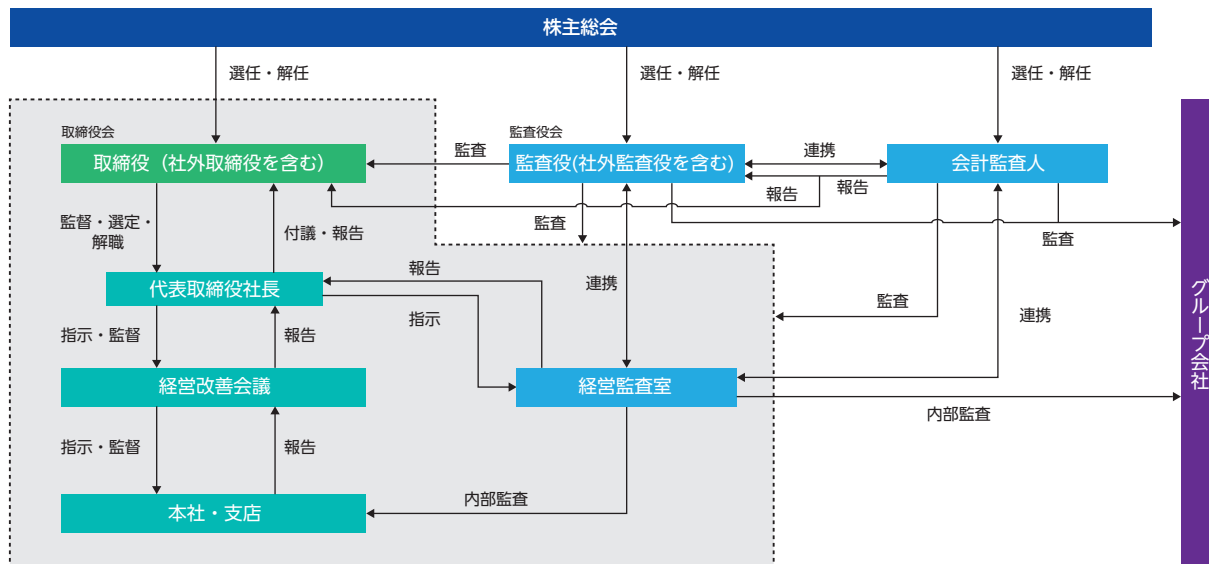 株主総会
選任・解任
選任・解任
選任・解任
取締役会
監査役会
取締役（社外取締役を含む）
監査
監査役(社外監査役を含む)
連携
会計監査人
報告
報告
監督・選定・
解職
付議・報告
監査
監査
代表取締役社長
報告
連携
監査
連携
グループ会社
指示・監督
報告
指示
経営改善会議
経営監査室
内部監査
指示・監督
報告
内部監査
本社・支店